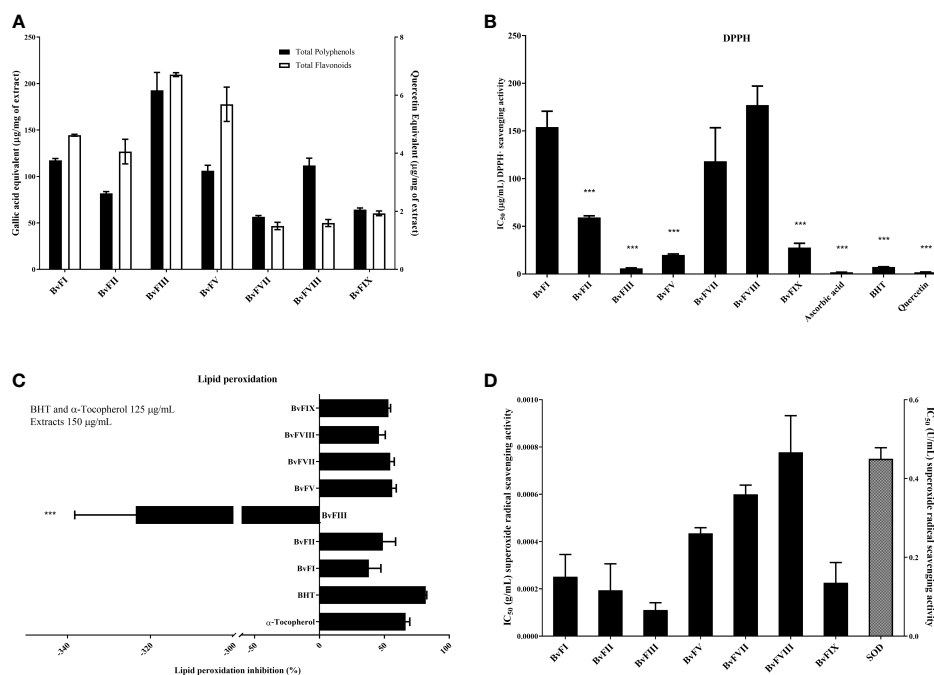 A
Total Polyphenols
Total Flavonoids
Gallic acid equivalent (μg/mg of extract)
250
200
150
100
50
0
8
6
4
2
0
Quercetin Equivalent (μg/mg of extract)
BvFI
BvFII
BvFIII
BvFV
BvFVII
BvFVIII
BvFIX
B
DPPH
IC50 (μg/mL) DPPH· scavenging activity
250
200
150
100
50
0
***
***
***
***
***
***
***
BvFI
BvFII
BvFIII
BvFV
BvFVII
BvFVIII
BvFIX
Ascorbic acid
BHT
Quercetin
C
Lipid peroxidation
BHT and α-Tocopherol 125 μg/mL
Extracts 150 μg/mL
BvFIX
BvFVIII
BvFVII
BvFV
***
BvFIII
BvFII
BvFI
BHT
α-Tocopherol
-340
-320
-300
-50
0
50
100
Lipid peroxidation inhibition (%)
D
IC50 (g/mL) superoxide radical scavenging activity
0.0010
0.0008
0.0006
0.0004
0.0002
0.0000
0.6
0.4
0.2
0.0
IC50 (U/mL) superoxide radical scavenging activity
BvFI
BvFII
BvFIII
BvFV
BvFVII
BvFVIII
BvFIX
SOD